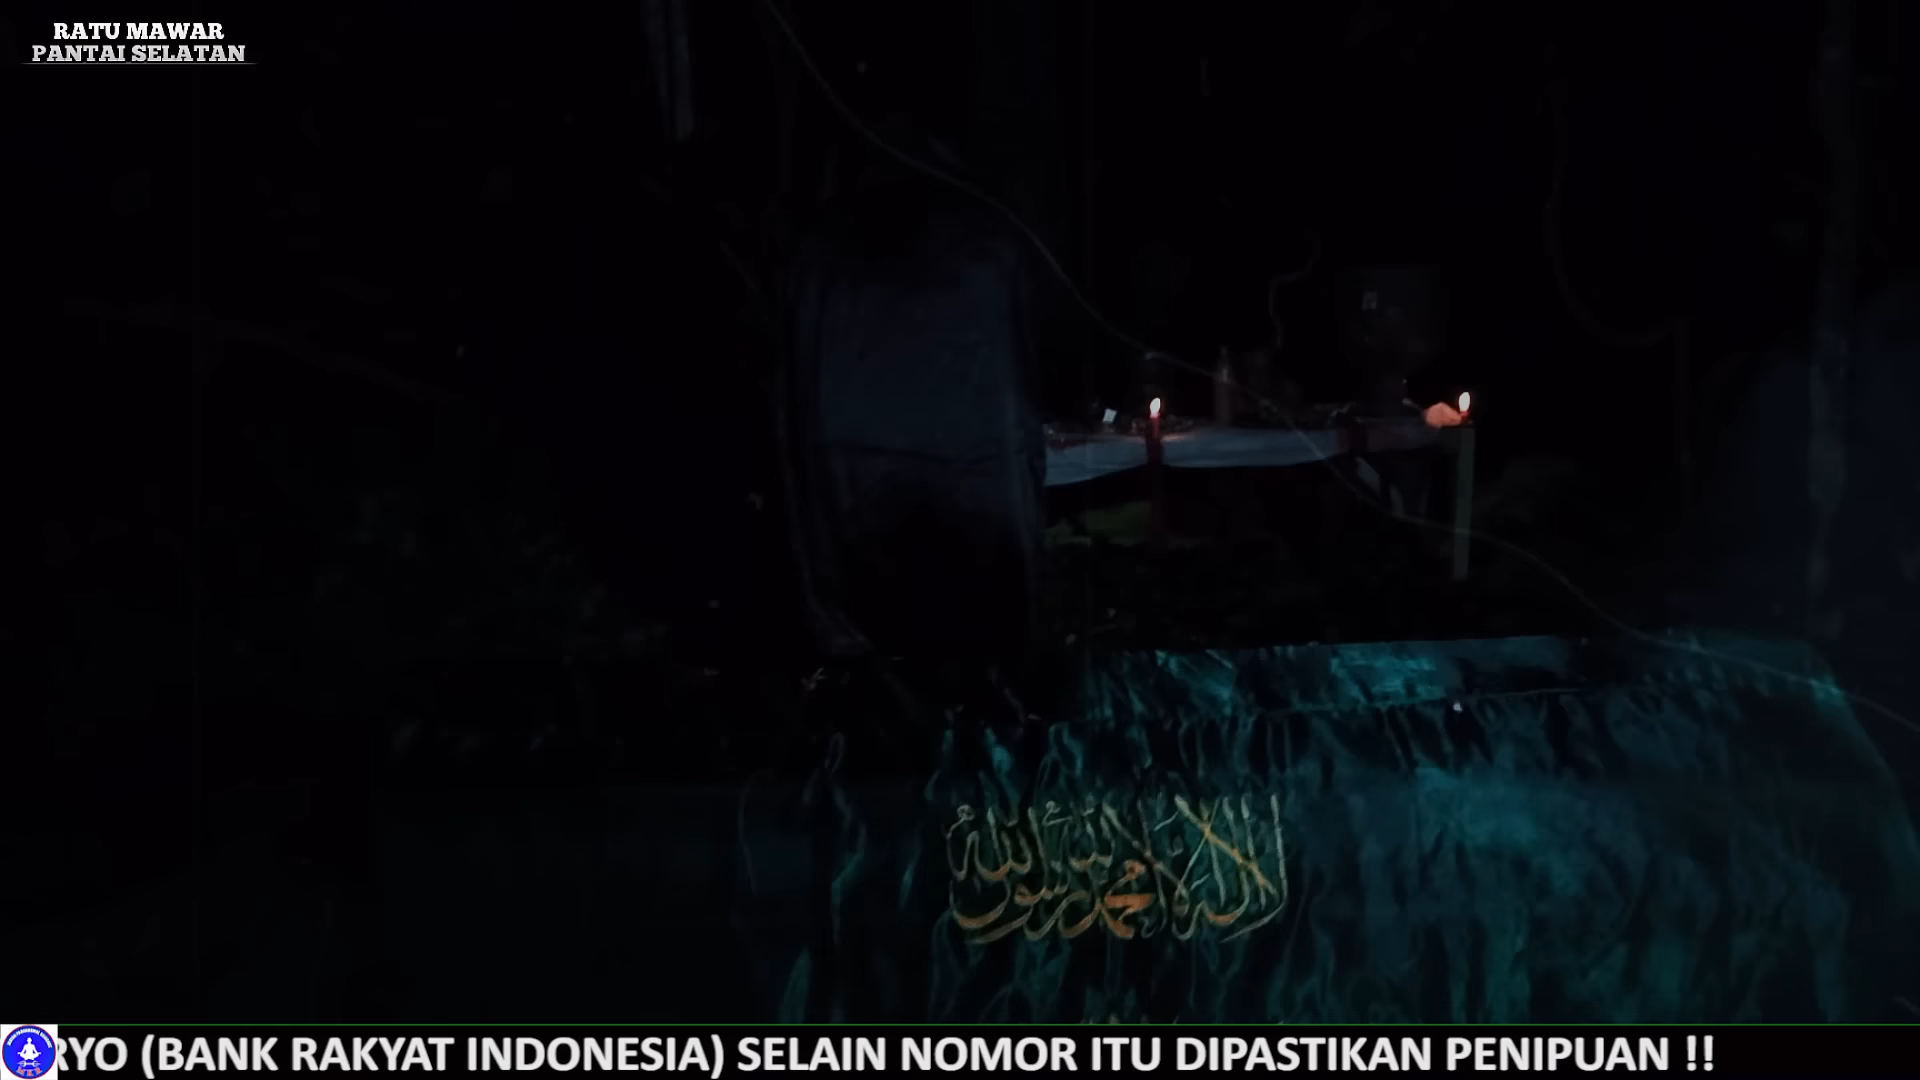 RATU MAWAR
PANTAI SELATAN
لا إله إلا الله محمد رسول الله
RYO (BANK RAKYAT INDONESIA) SELAIN NOMOR ITU DIPASTIKAN PENIPUAN !!